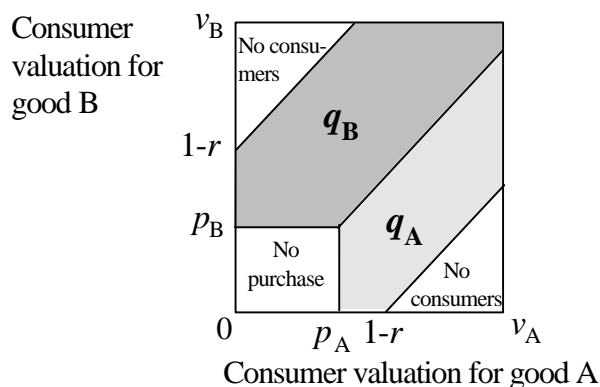 Consumer
valuation for
good B
v_B
No consu-
mers
q_B
1-r
p_B
q_A
No
purchase
No
consumers
0
p_A
1-r
v_A
Consumer valuation for good A